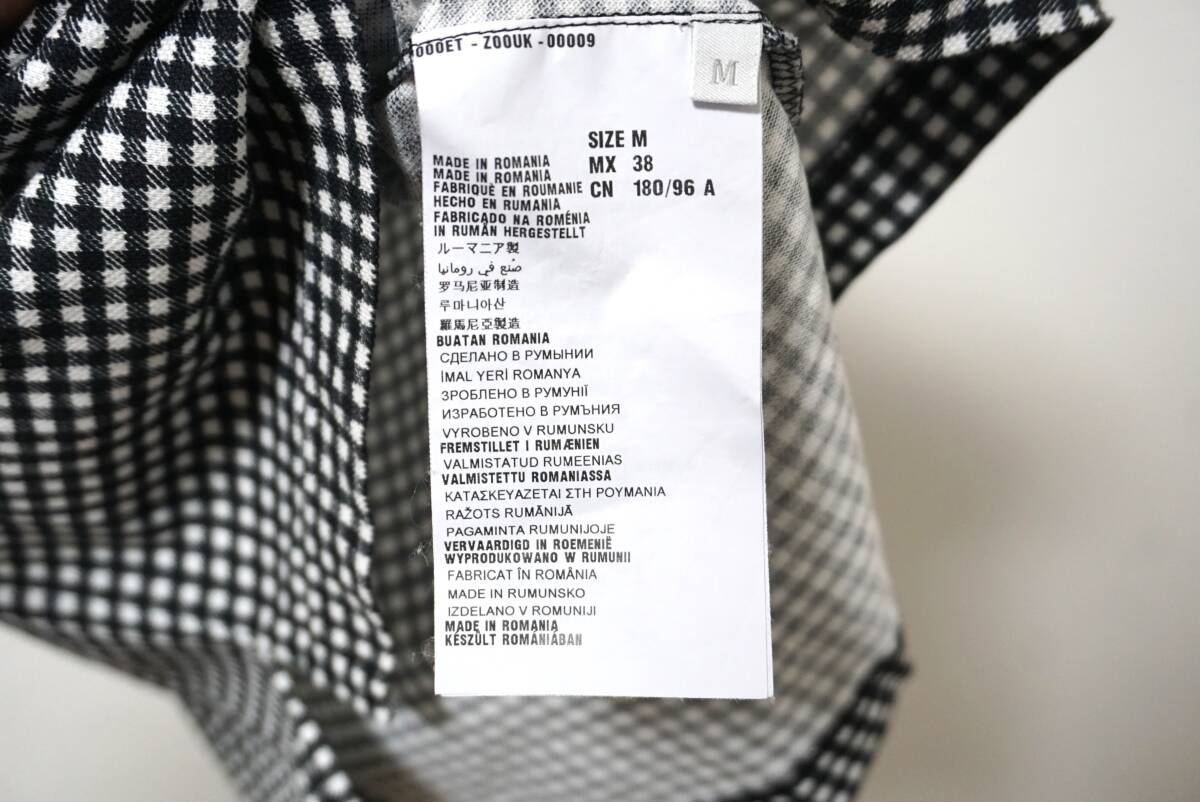 000ET - Z00UK - 00009
M
SIZE M
MX 38
CN 180/96 A
MADE IN ROMANIA
MADE IN ROMANIA
FABRIQUÉ EN ROUMANIE
HECHO EN RUMANIA
FABRICADO NA ROMÉNIA
IN RUMÄN HERGESTELLT
ルーマニア製
صُنع في رومانيا
罗马尼亚制造
루마니아산
羅馬尼亞製造
BUATAN ROMANIA
СДЕЛАНО В РУМЫНИИ
İMAL YERİ ROMANYA
ЗРОБЛЕНО В РУМУНІЇ
ИЗРАБОТЕНО В РУМЪНИЯ
VYROBENO V RUMUNSKU
FREMSTILLET I RUMÆNIEN
VALMISTATUD RUMEENIAS
VALMISTETTU ROMANIASSA
ΚΑΤΑΣΚΕΥΑΖΕΤΑΙ ΣΤΗ ΡΟΥΜΑΝΙΑ
RAŽOTS RUMĀNIJĀ
PAGAMINTA RUMUNIJOJE
VERVAARDIGD IN ROEMENIË
WYPRODUKOWANO W RUMUNII
FABRICAT ÎN ROMÂNIA
MADE IN RUMUNSKO
IZDELANO V ROMUNIJI
MADE IN ROMANIA
KÉSZÜLT ROMÁNIÁBAN